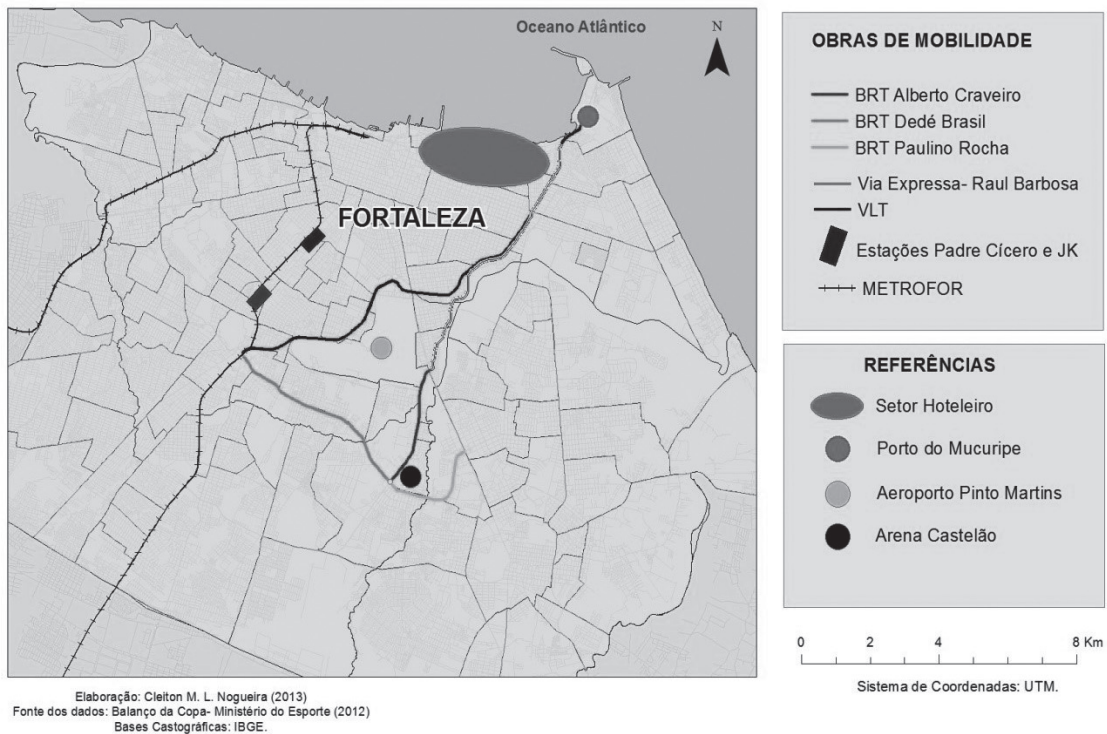 Oceano Atlântico
N
FORTALEZA
OBRAS DE MOBILIDADE
BRT Alberto Craveiro
BRT Dedé Brasil
BRT Paulino Rocha
Via Expressa- Raul Barbosa
VLT
Estações Padre Cícero e JK
METROFOR
REFERÊNCIAS
Setor Hoteleiro
Porto do Mucuripe
Aeroporto Pinto Martins
Arena Castelão
0 2 4 8 Km
Sistema de Coordenadas: UTM.
Elaboração: Cleiton M. L. Nogueira (2013)
Fonte dos dados: Balanço da Copa- Ministério do Esporte (2012)
Bases Castográficas: IBGE.